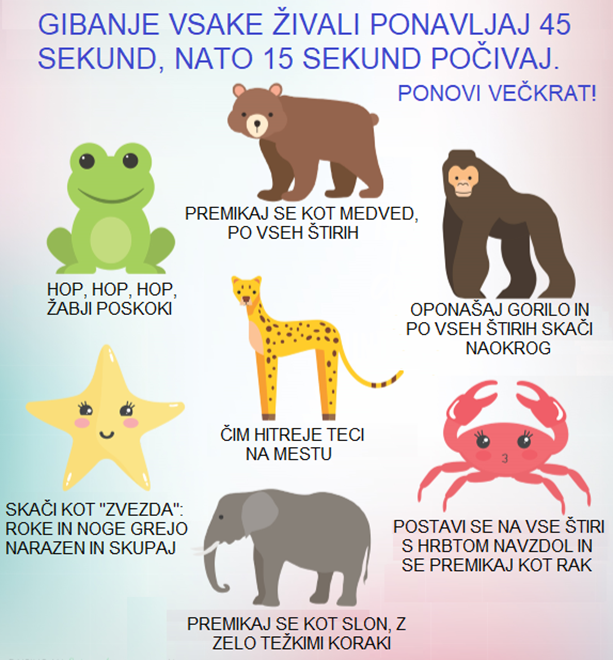 GIBANJE VSAKE ŽIVALI PONAVLJAJ 45
SEKUND, NATO 15 SEKUND POČIVAJ.
PONOVI VEČKRAT!
PREMIKAJ SE KOT MEDVED,
PO VSEH ŠTIRIH
HOP, HOP, HOP,
ŽABJI POSKOKI
OPONAŠAJ GORILO IN
PO VSEH ŠTIRIH SKAČI
NAOKROG
ČIM HITREJE TECI
NA MESTU
SKAČI KOT "ZVEZDA":
ROKE IN NOGE GREJO
NARAZEN IN SKUPAJ
POSTAVI SE NA VSE ŠTIRI
S HRBTOM NAVZDOL IN
SE PREMIKAJ KOT RAK
PREMIKAJ SE KOT SLON, Z
ZELO TEŽKIMI KORAKI